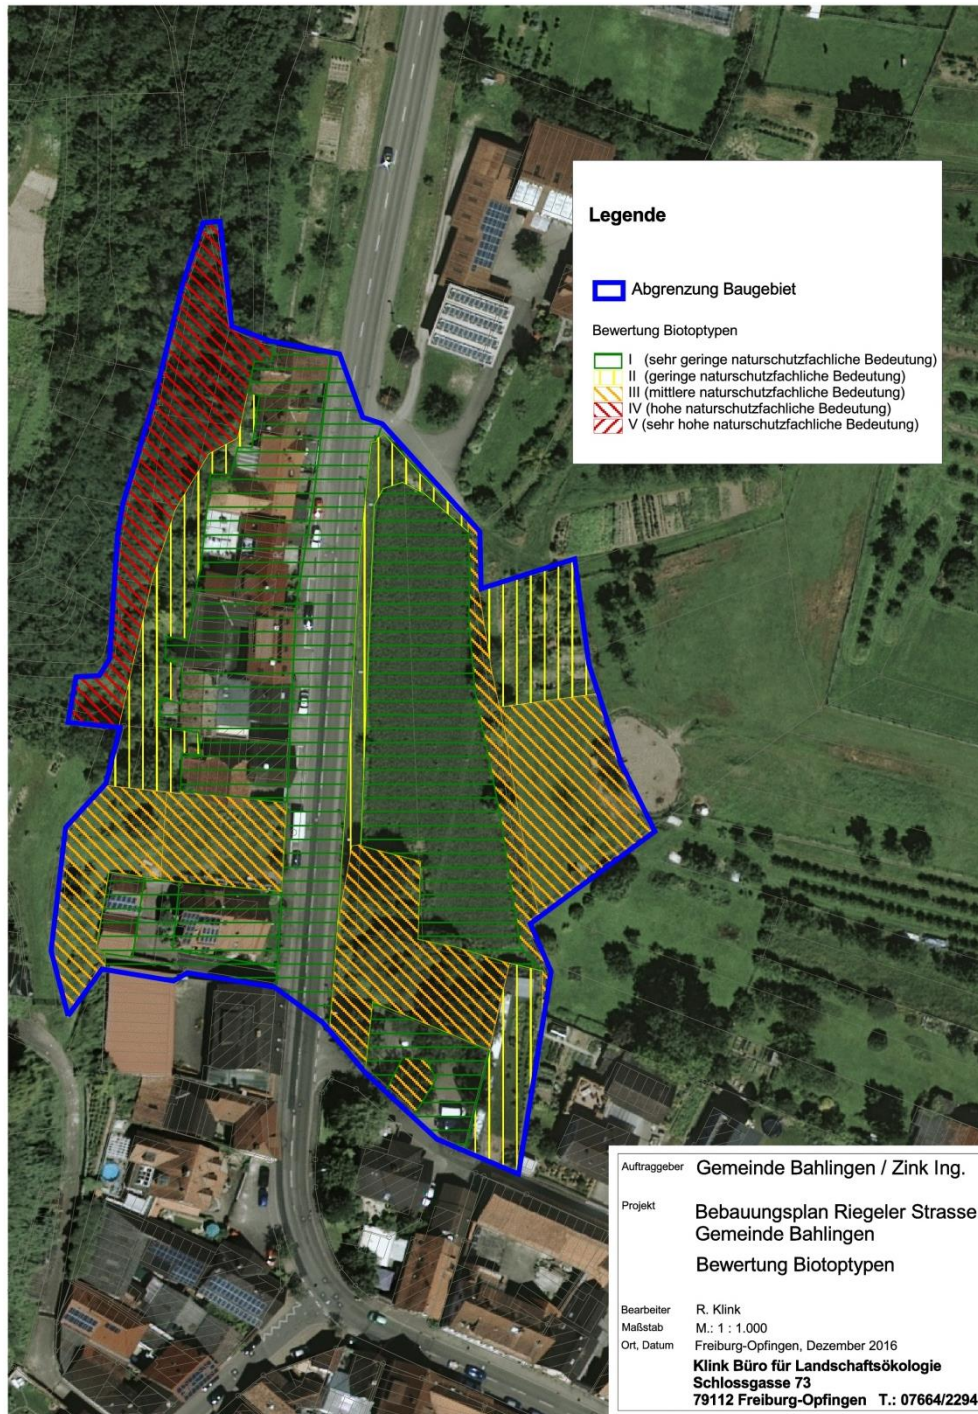 Legende
Abgrenzung Baugebiet
Bewertung Biotoptypen
I (sehr geringe naturschutzfachliche Bedeutung)
II (geringe naturschutzfachliche Bedeutung)
III (mittlere naturschutzfachliche Bedeutung)
IV (hohe naturschutzfachliche Bedeutung)
V (sehr hohe naturschutzfachliche Bedeutung)
Auftraggeber Gemeinde Bahlingen / Zink Ing.
Projekt Bebauungsplan Riegeler Strasse
Gemeinde Bahlingen
Bewertung Biotoptypen
Bearbeiter R. Klink
Maßstab M.: 1 : 1.000
Ort, Datum Freiburg-Opfingen, Dezember 2016
Klink Büro für Landschaftsökologie
Schlossgasse 73
79112 Freiburg-Opfingen T.: 07664/2294